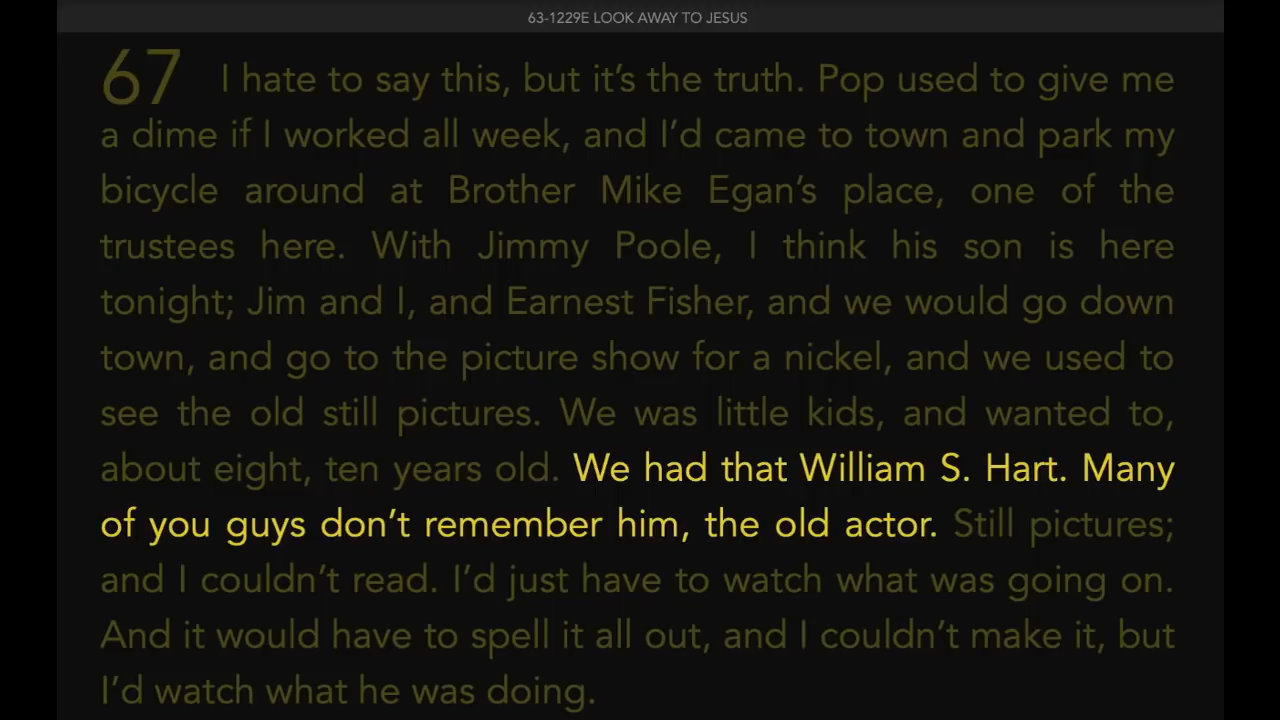 63-1229E LOOK AWAY TO JESUS
67 I hate to say this, but it's the truth. Pop used to give me
a dime if I worked all week, and I'd came to town and park my
bicycle around at Brother Mike Egan's place, one of the
trustees here. With Jimmy Poole, I think his son is here
tonight; Jim and I, and Earnest Fisher, and we would go down
town, and go to the picture show for a nickel, and we used to
see the old still pictures. We was little kids, and wanted to,
about eight, ten years old. We had that William S. Hart. Many
of you guys don't remember him, the old actor. Still pictures;
and I couldn't read. I'd just have to watch what was going on.
And it would have to spell it all out, and I couldn't make it, but
I'd watch what he was doing.